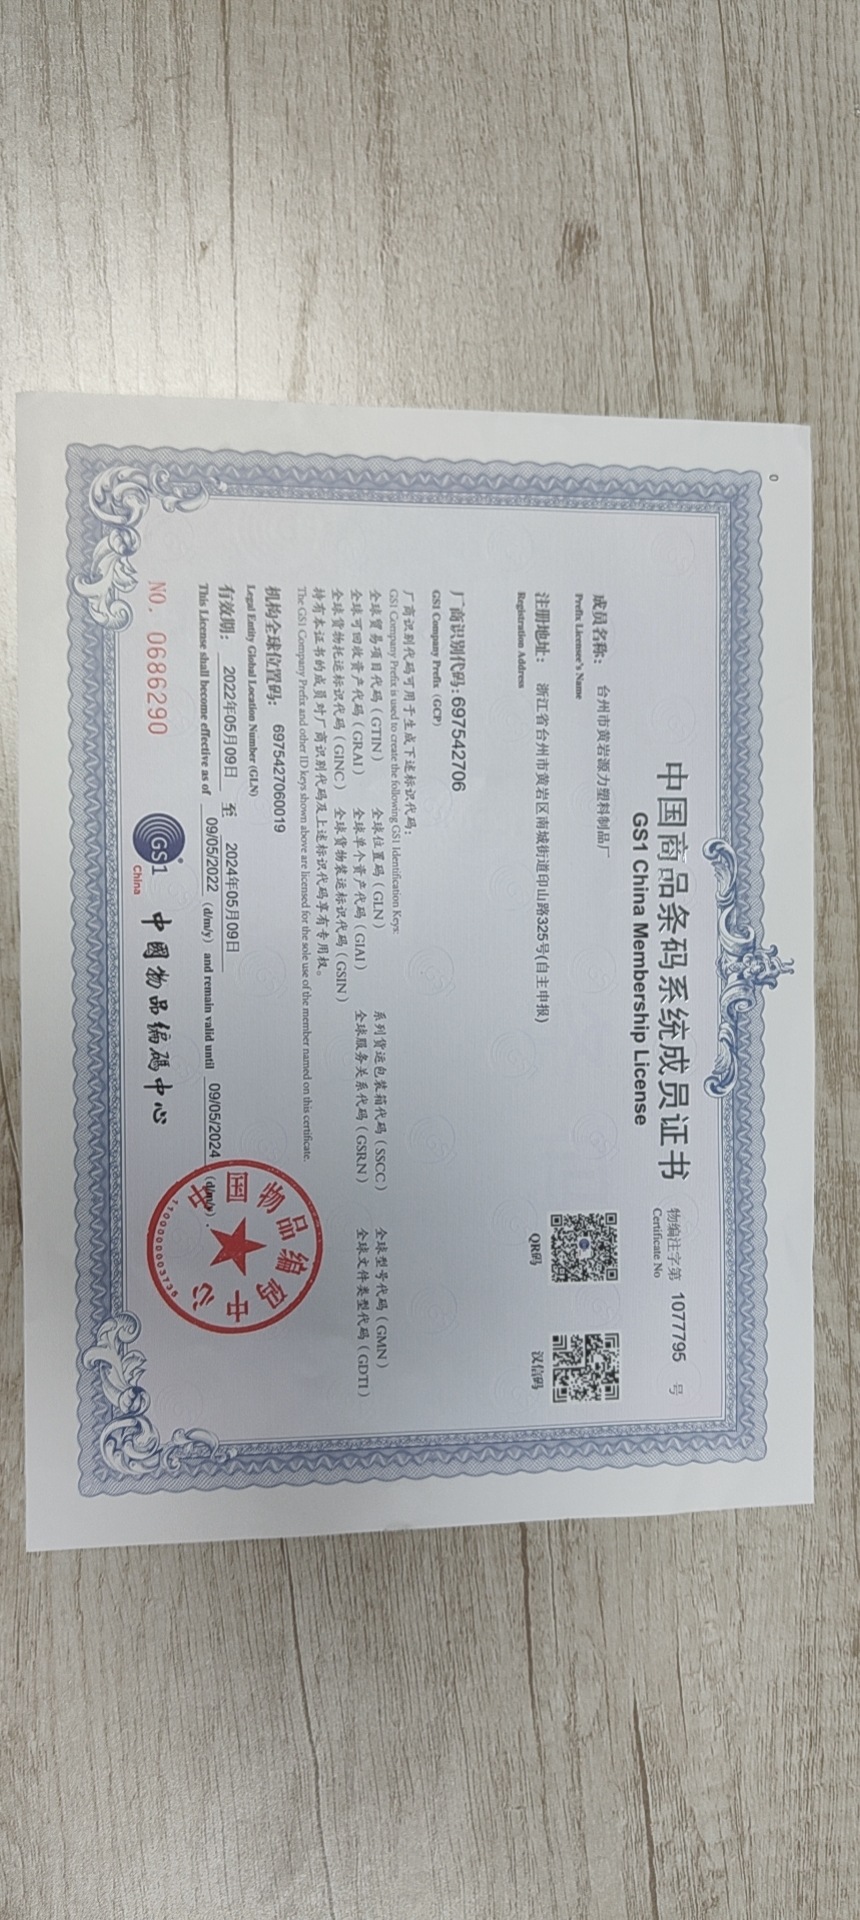 中国商品条码系统成员证书
GS1 China Membership License
物编注字第 1077795 号
Certificate No
成员名称: 台州市黄岩源力塑料制品厂
Prefix Licensee's Name
注册地址: 浙江省台州市黄岩区南城街道印山路325号(自主申报)
Registration Address
QR码
汉信码
厂商识别代码: 697542706
GS1 Company Prefix (GCP)
厂商识别代码可用于生成下述标识代码:
GS1 Company Prefix is used to create the following GS1 Identification Keys:
全球贸易项目代码(GTIN) 全球位置码(GLN) 系列货运包装箱代码(SSCC) 全球型号代码(GMN)
全球可回收资产代码(GRAI) 全球单个资产代码(GIAI) 全球服务关系代码(GSRN) 全球文件类型代码(GDTI)
全球货物托运标识代码(GINC) 全球货物装运标识代码(GSIN)
持有本证书的成员对厂商识别代码及上述标识代码享有专用权。
The GS1 Company Prefix and other ID keys shown above are licensed for the sole use of the member named on this certificate.
机构全球位置码: 6975427060019
Legal Entity Global Location Number (GLN)
有效期: 2022年05月09日 至 2024年05月09日
This License shall become effective as of 09/05/2022 (d/m/y) and remain valid until 09/05/2024 (d/m/y).
中国物品编码中心
1100000003736
NO. 0686290
GS1 China
中國物品编碼中心
0